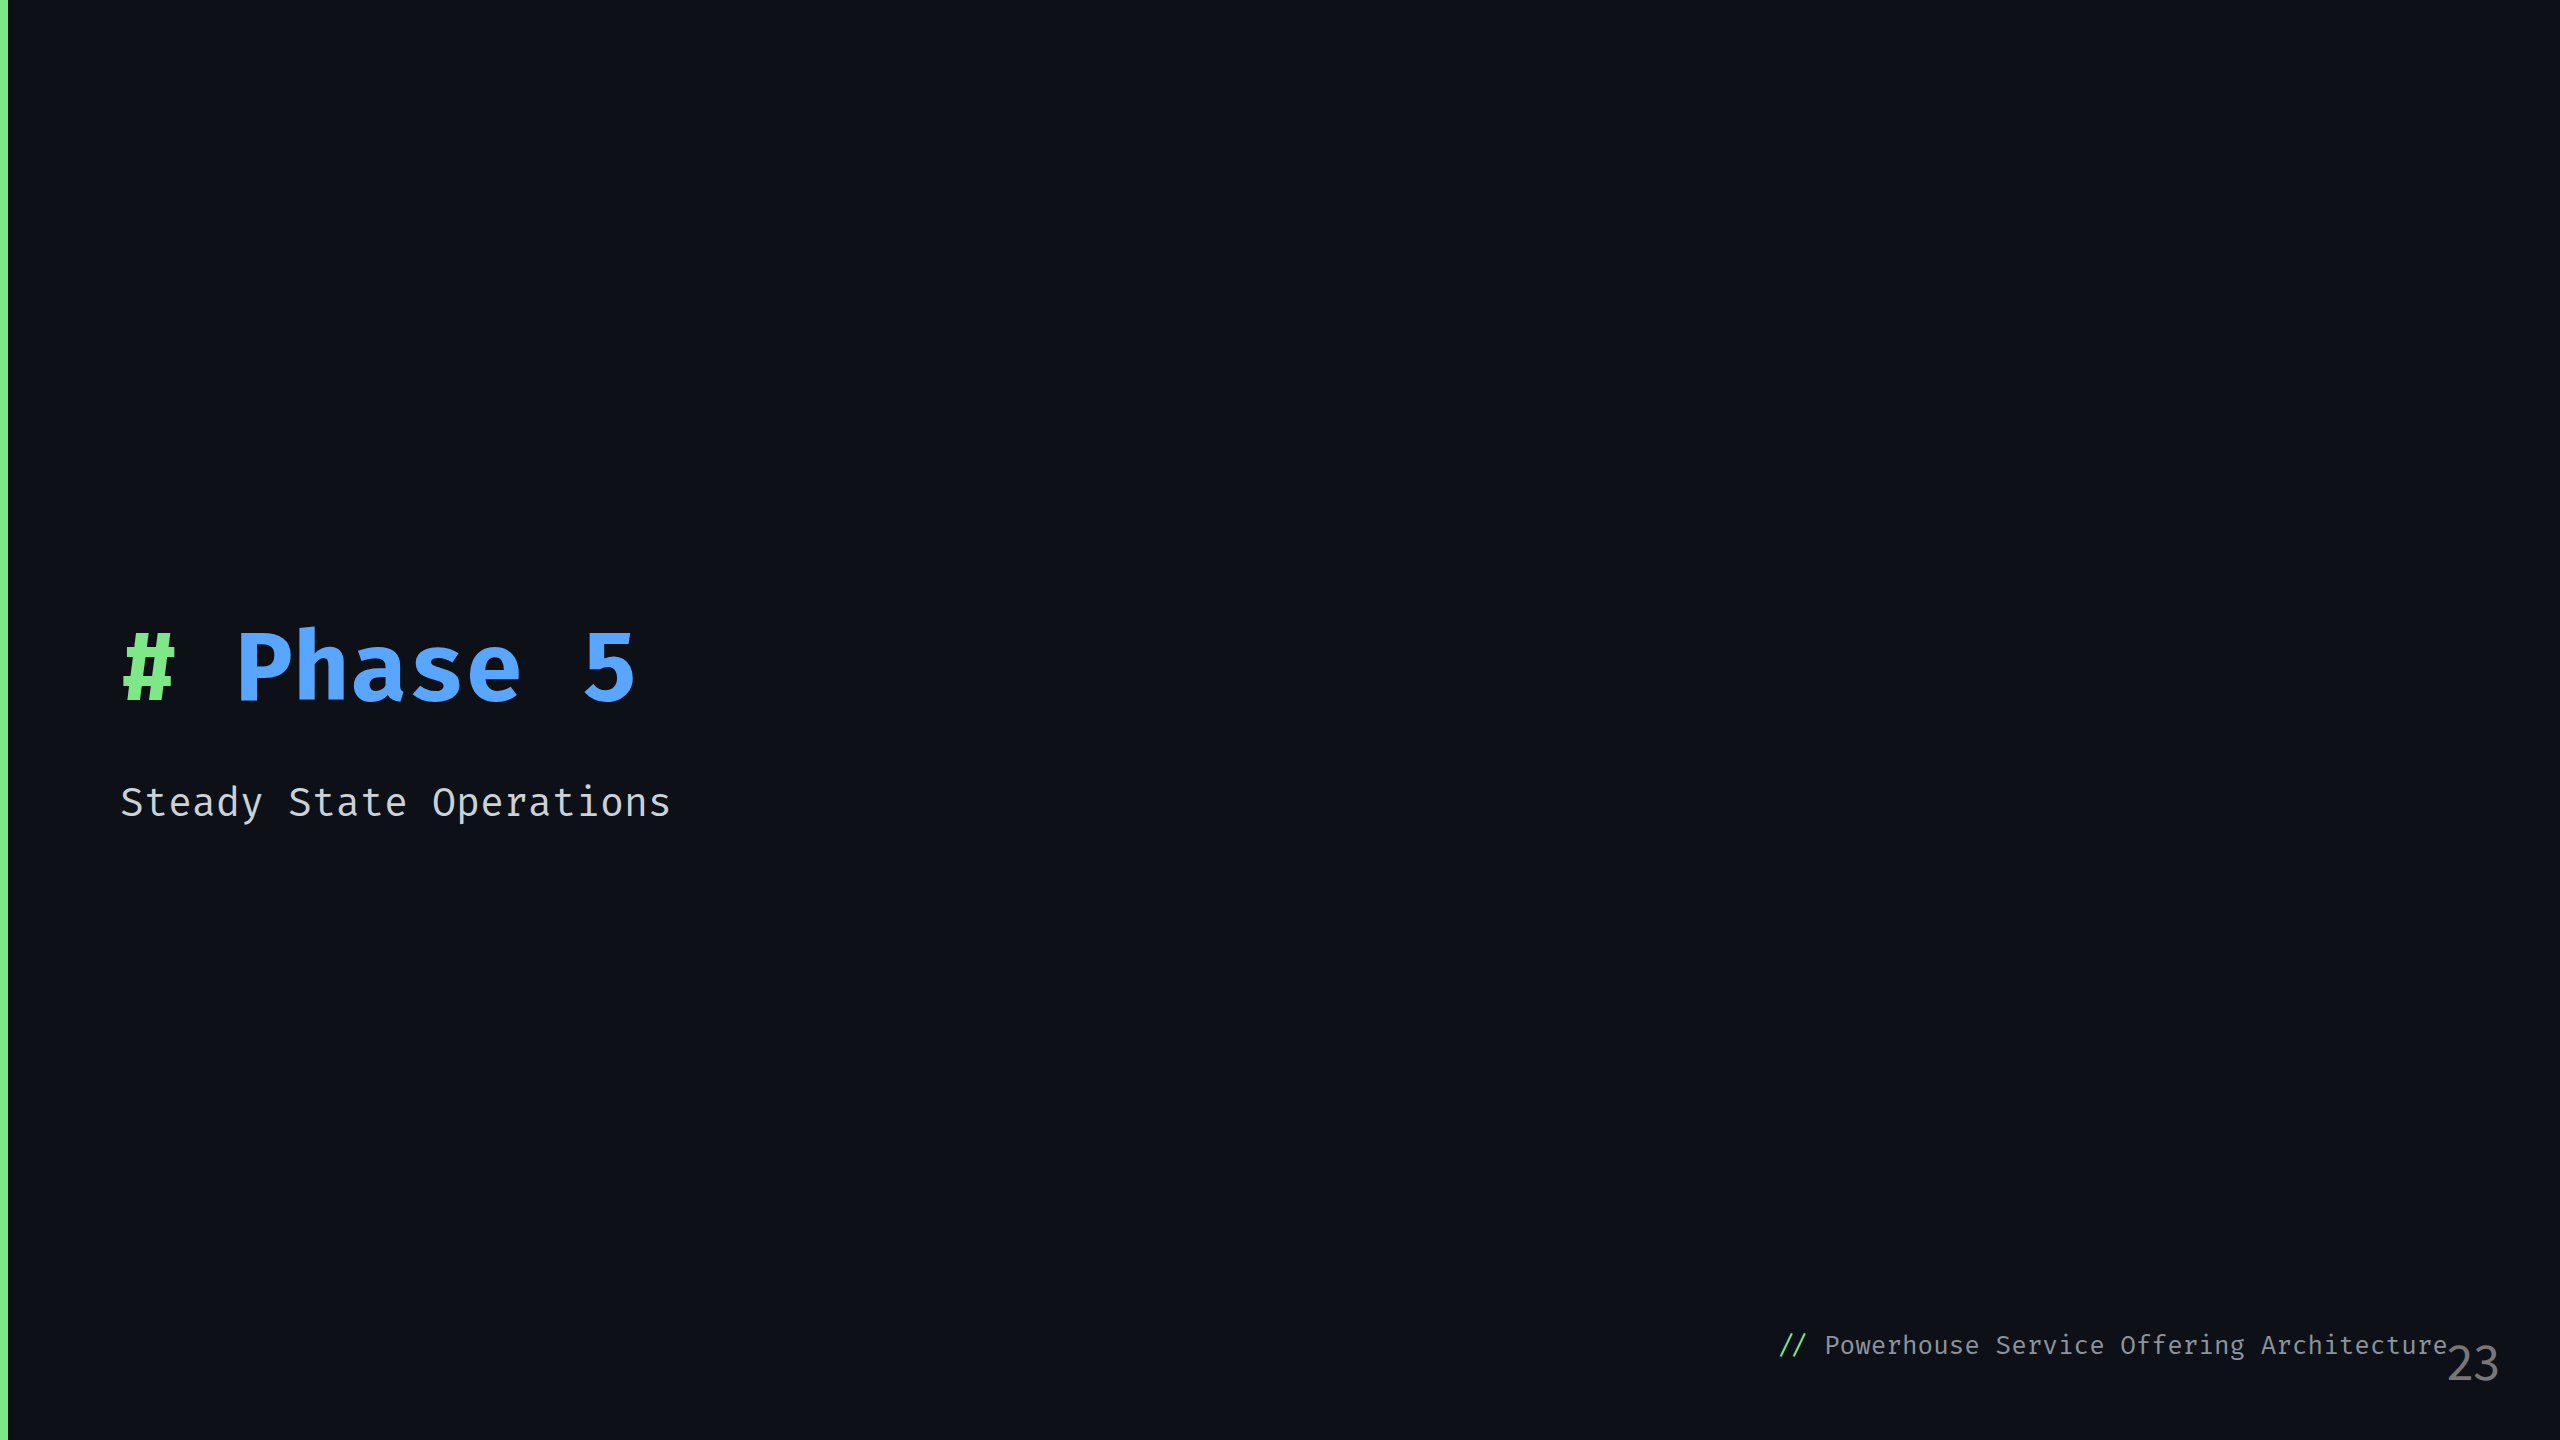 # Phase 5
Steady State Operations
// Powerhouse Service Offering Architecture
23